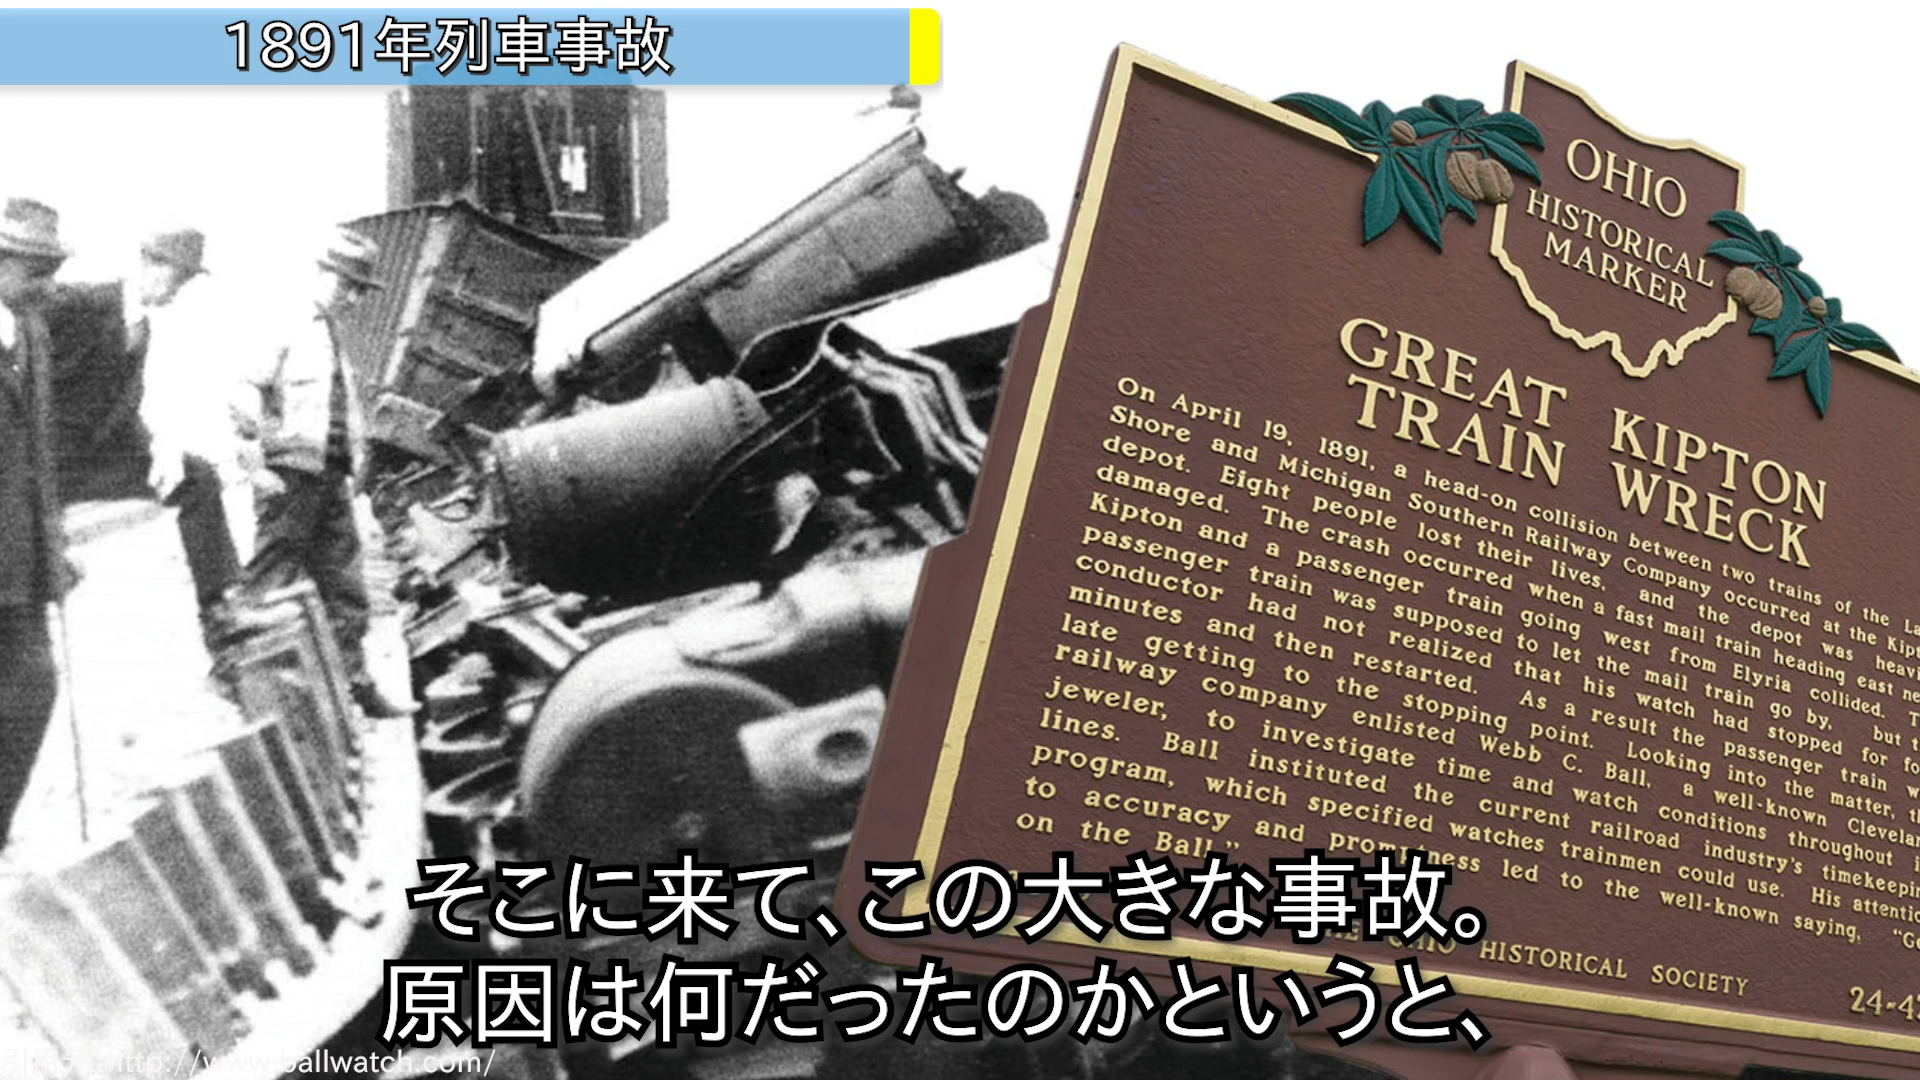 1891年列車事故
OHIO
HISTORICAL
MARKER
GREAT KIPTON
TRAIN WRECK
On April 19, 1891, a head-on collision between two trains of the
Shore and Michigan Southern Railway Company occurred at the
depot. Eight people lost their lives, and the depot was
damaged. The crash occurred when a fast mail train heading east
Kipton and a passenger train going west from Elyria collided.
passenger train was supposed to let the mail train go by, but
conductor had not realized that his watch had stopped for
minutes and then restarted. As a result the passenger train
late getting to the stopping point. Looking into the matter,
railway company enlisted Webb C. Ball, a well-known
jeweler, to investigate time and watch conditions throughout
lines. Ball instituted the current railroad industry's
program, which specified watches trainmen could use. His
to accuracy and promptness led to the well-known saying,
on the Ball."
OHIO HISTORICAL SOCIETY
そこに来て、この大きな事故。
原因は何だったのかというと、
http://www.ballwatch.com/